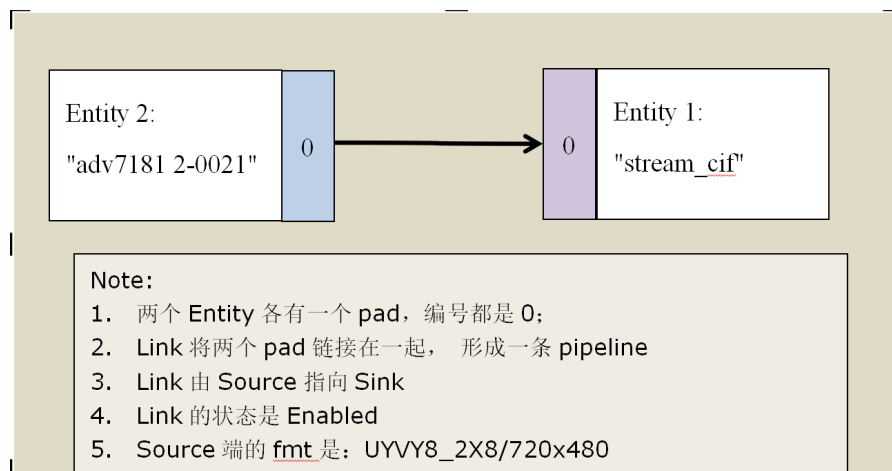 Entity 2:
"adv7181 2-0021"
0
0
Entity 1:
"stream_cif"
Note:
1. 两个 Entity 各有一个 pad，编号都是 0；
2. Link 将两个 pad 链接在一起， 形成一条 pipeline
3. Link 由 Source 指向 Sink
4. Link 的状态是 Enabled
5. Source 端的 fmt 是：UYVY8_2X8/720x480